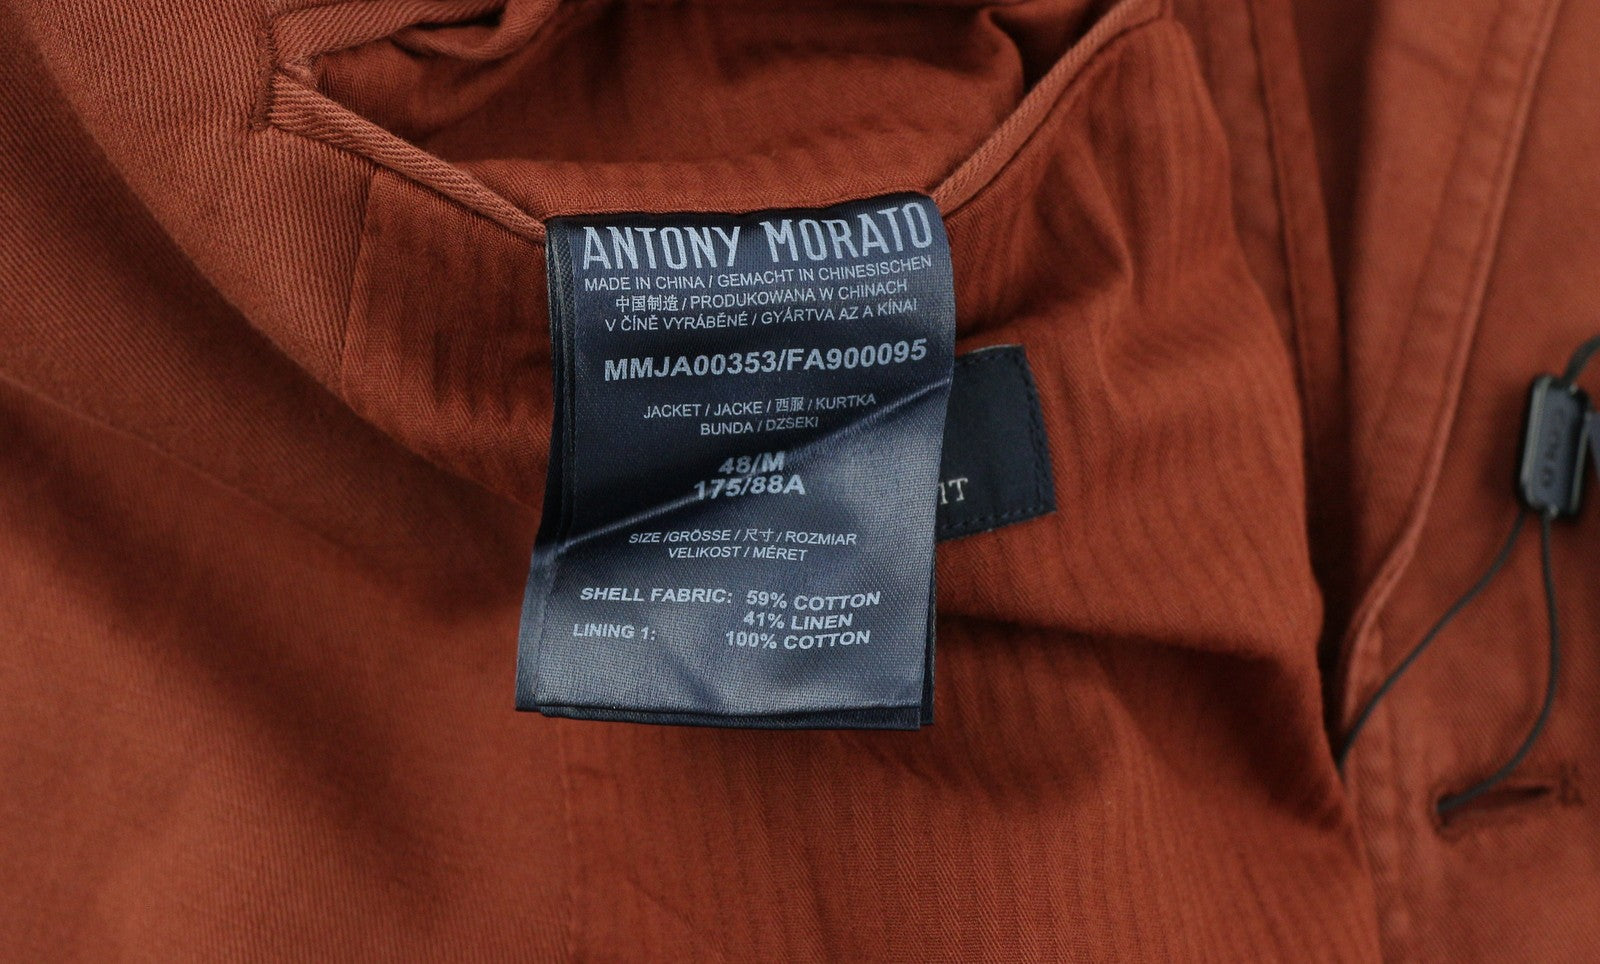 ANTONY MORATO
MADE IN CHINA / GEMACHT IN CHINESISCHEN
中国制造 / PRODUKOWANA W CHINACH
V ČÍNĚ VYRÁBĚNÉ / GYÁRTVA AZ A KÍNAI
MMJA00353/FA900095
JACKET / JACKE / 西服 / KURTKA
BUNDA / DZSEKI
48/M
175/88A
SIZE /GRÖSSE / 尺寸 / ROZMIAR
VELIKOST / MÉRET
SHELL FABRIC: 59% COTTON
41% LINEN
LINING 1: 100% COTTON